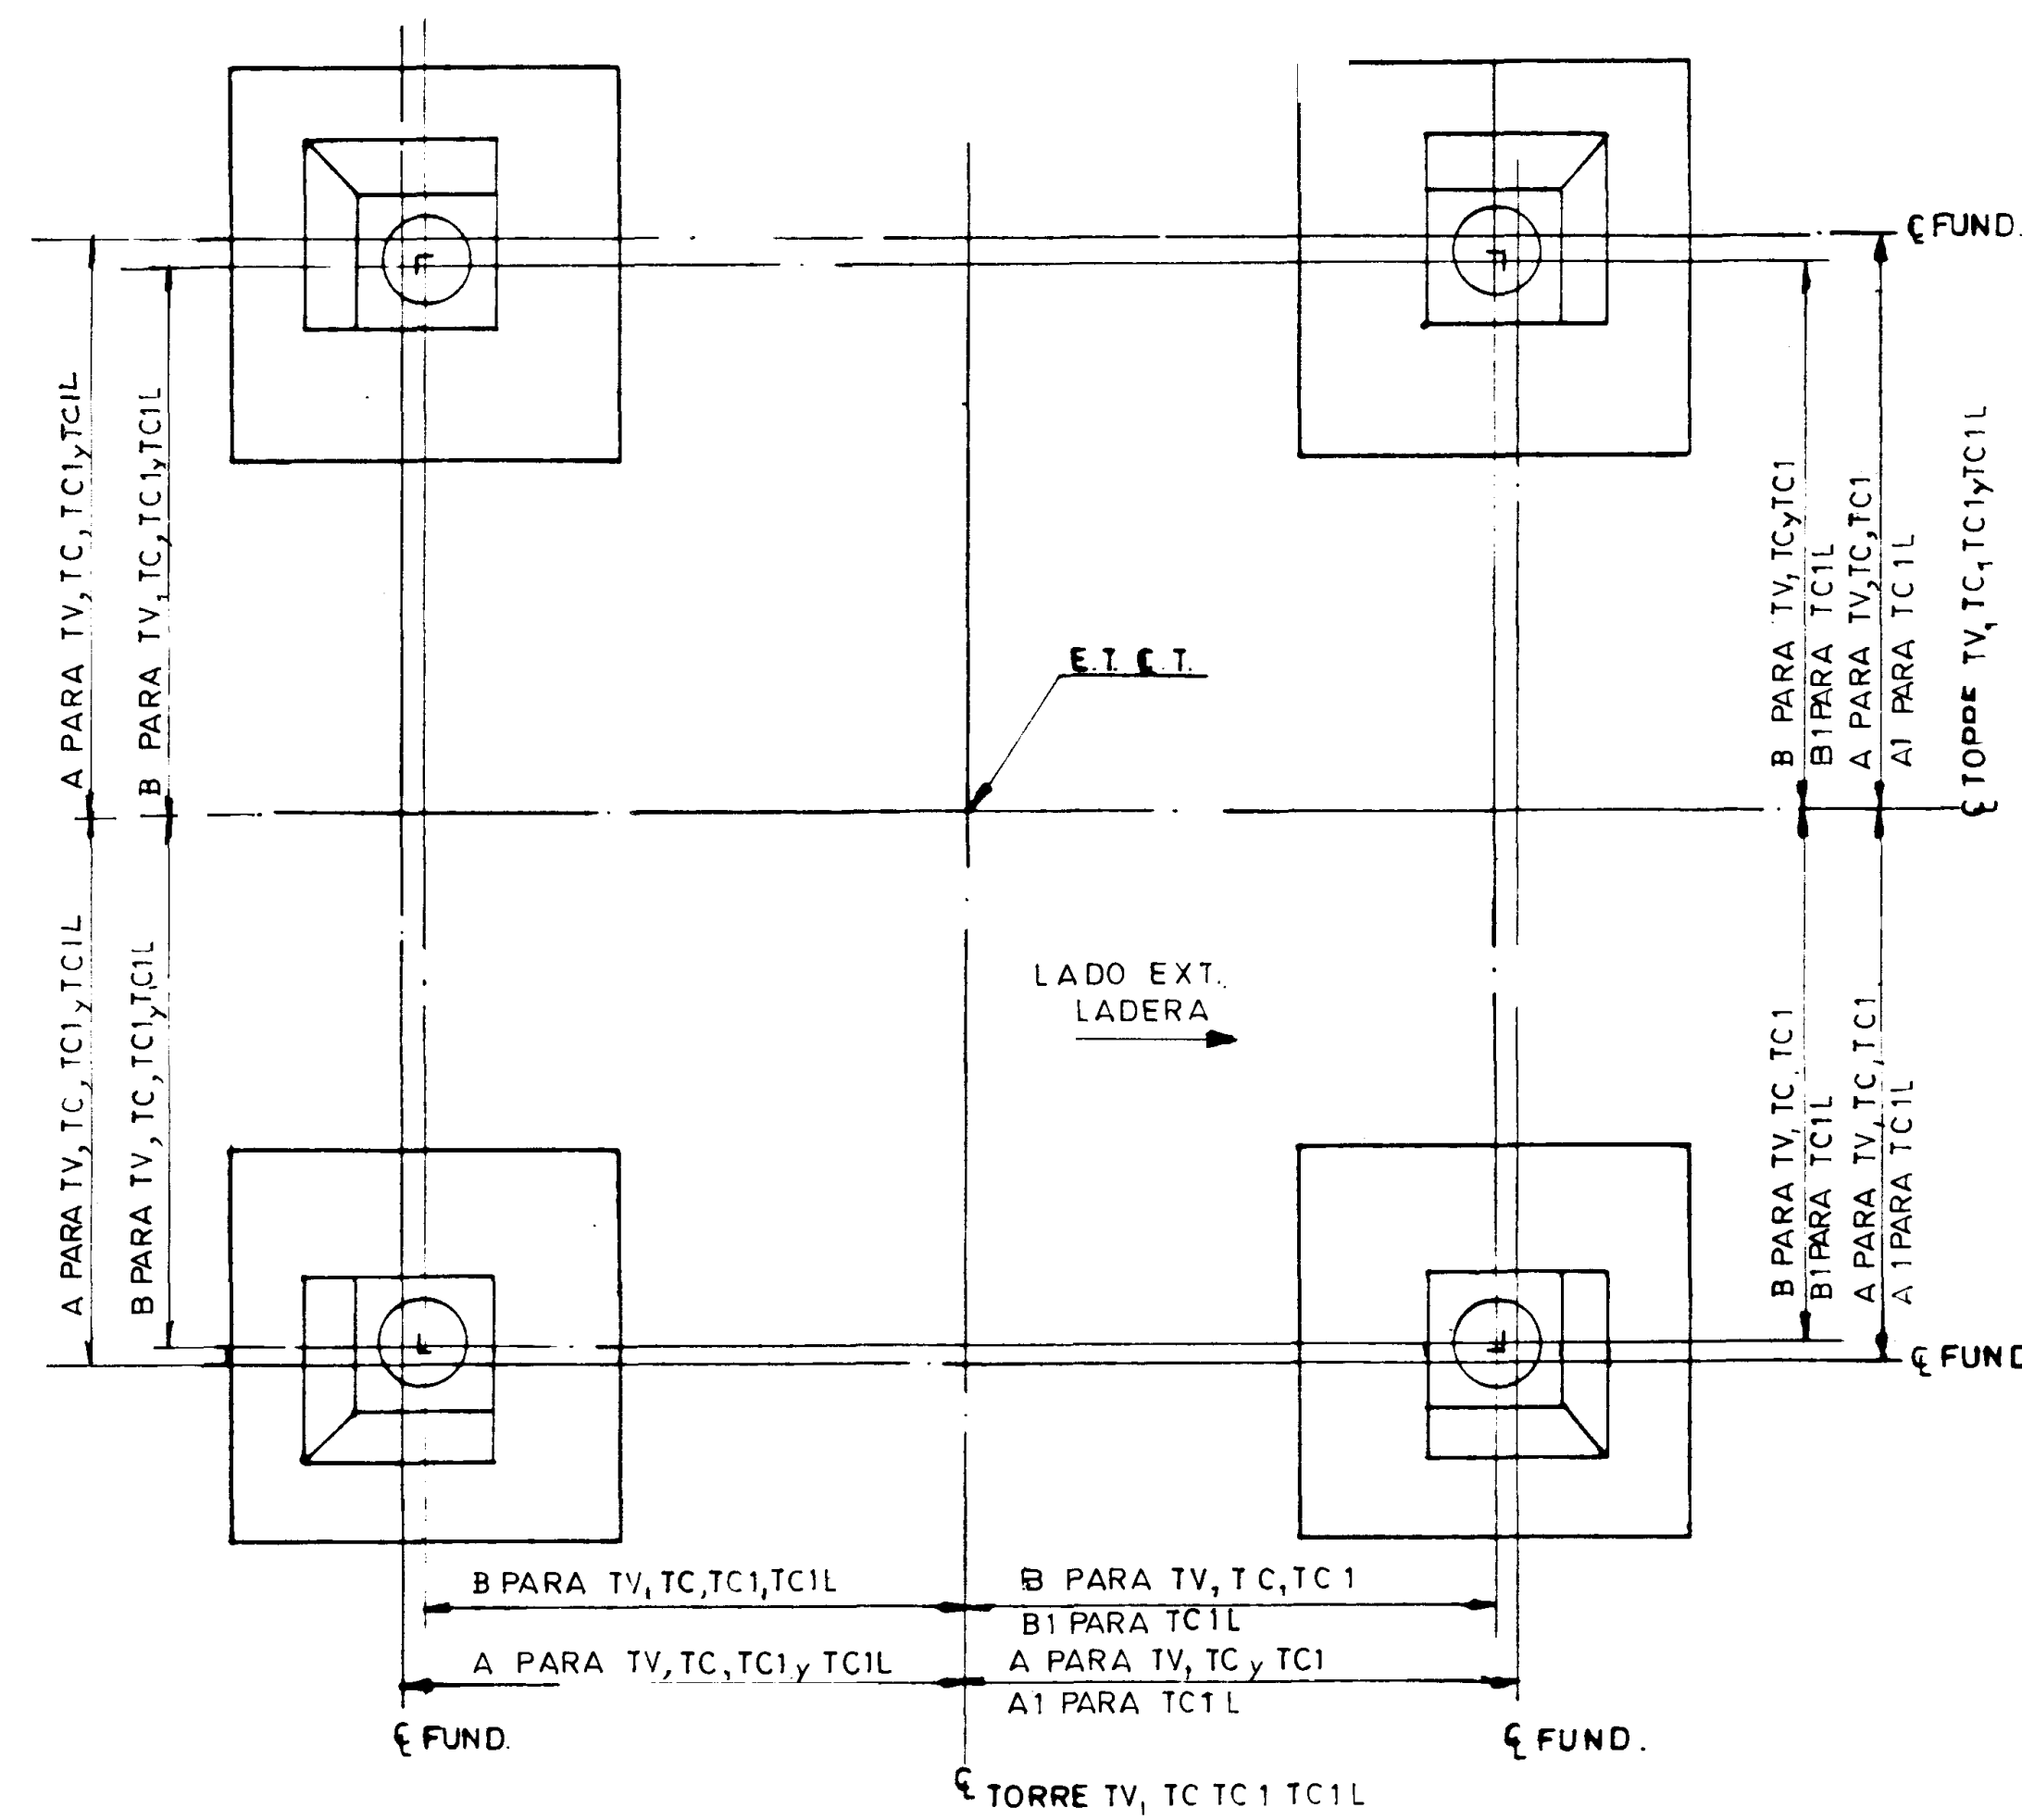 ℄ FUND.
A PARA TV, TC, TC1 y TC1L
B PARA TV, TC, TC1 y TC1L
B PARA TV, TC y TC1
B1 PARA TC1L
A PARA TV, TC, TC1
A1 PARA TC1L
℄ TORRE TV, TC, TC1 y TC1L
E.T. ℄ T.
LADO EXT.
LADERA
A PARA TV, TC, TC1 y TC1L
B PARA TV, TC, TC1 y TC1L
B PARA TV, TC, TC1
B1 PARA TC1L
A PARA TV, TC, TC1
A1 PARA TC1L
℄ FUND
B PARA TV, TC, TC1, TC1L
B PARA TV, TC, TC1
B1 PARA TC1L
A PARA TV, TC, TC1 y TC1L
A PARA TV, TC y TC1
A1 PARA TC1L
℄ FUND.
℄ FUND.
℄ TORRE TV, TC TC1 TC1L